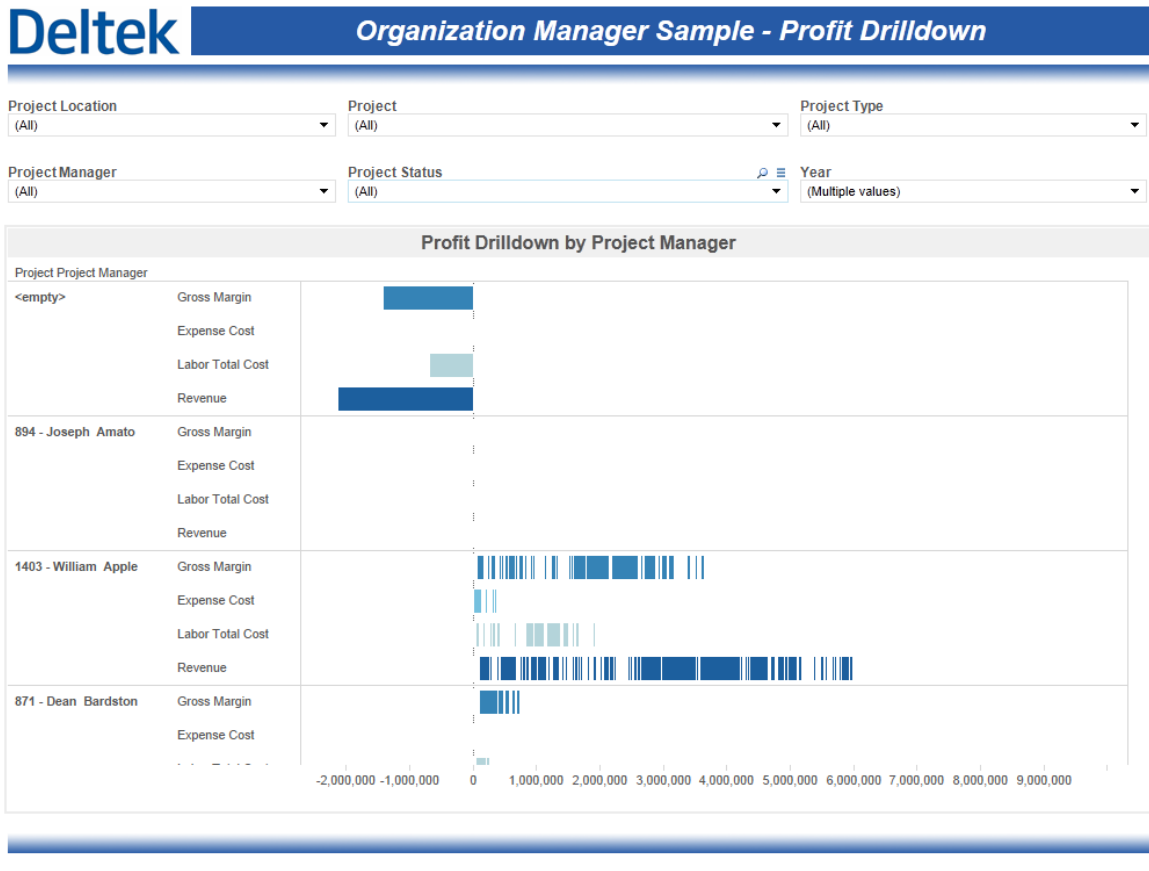 Deltek
Organization Manager Sample - Profit Drilldown
Project Location
Project
Project Type
(All)
(All)
(All)
Project Manager
Project Status
Year
(All)
(All)
(Multiple values)
Profit Drilldown by Project Manager
Project Project Manager
<empty>
Gross Margin
Expense Cost
Labor Total Cost
Revenue
894 - Joseph Amato
Gross Margin
Expense Cost
Labor Total Cost
Revenue
1403 - William Apple
Gross Margin
Expense Cost
Labor Total Cost
Revenue
871 - Dean Bardston
Gross Margin
Expense Cost
-2,000,000 -1,000,000 0 1,000,000 2,000,000 3,000,000 4,000,000 5,000,000 6,000,000 7,000,000 8,000,000 9,000,000